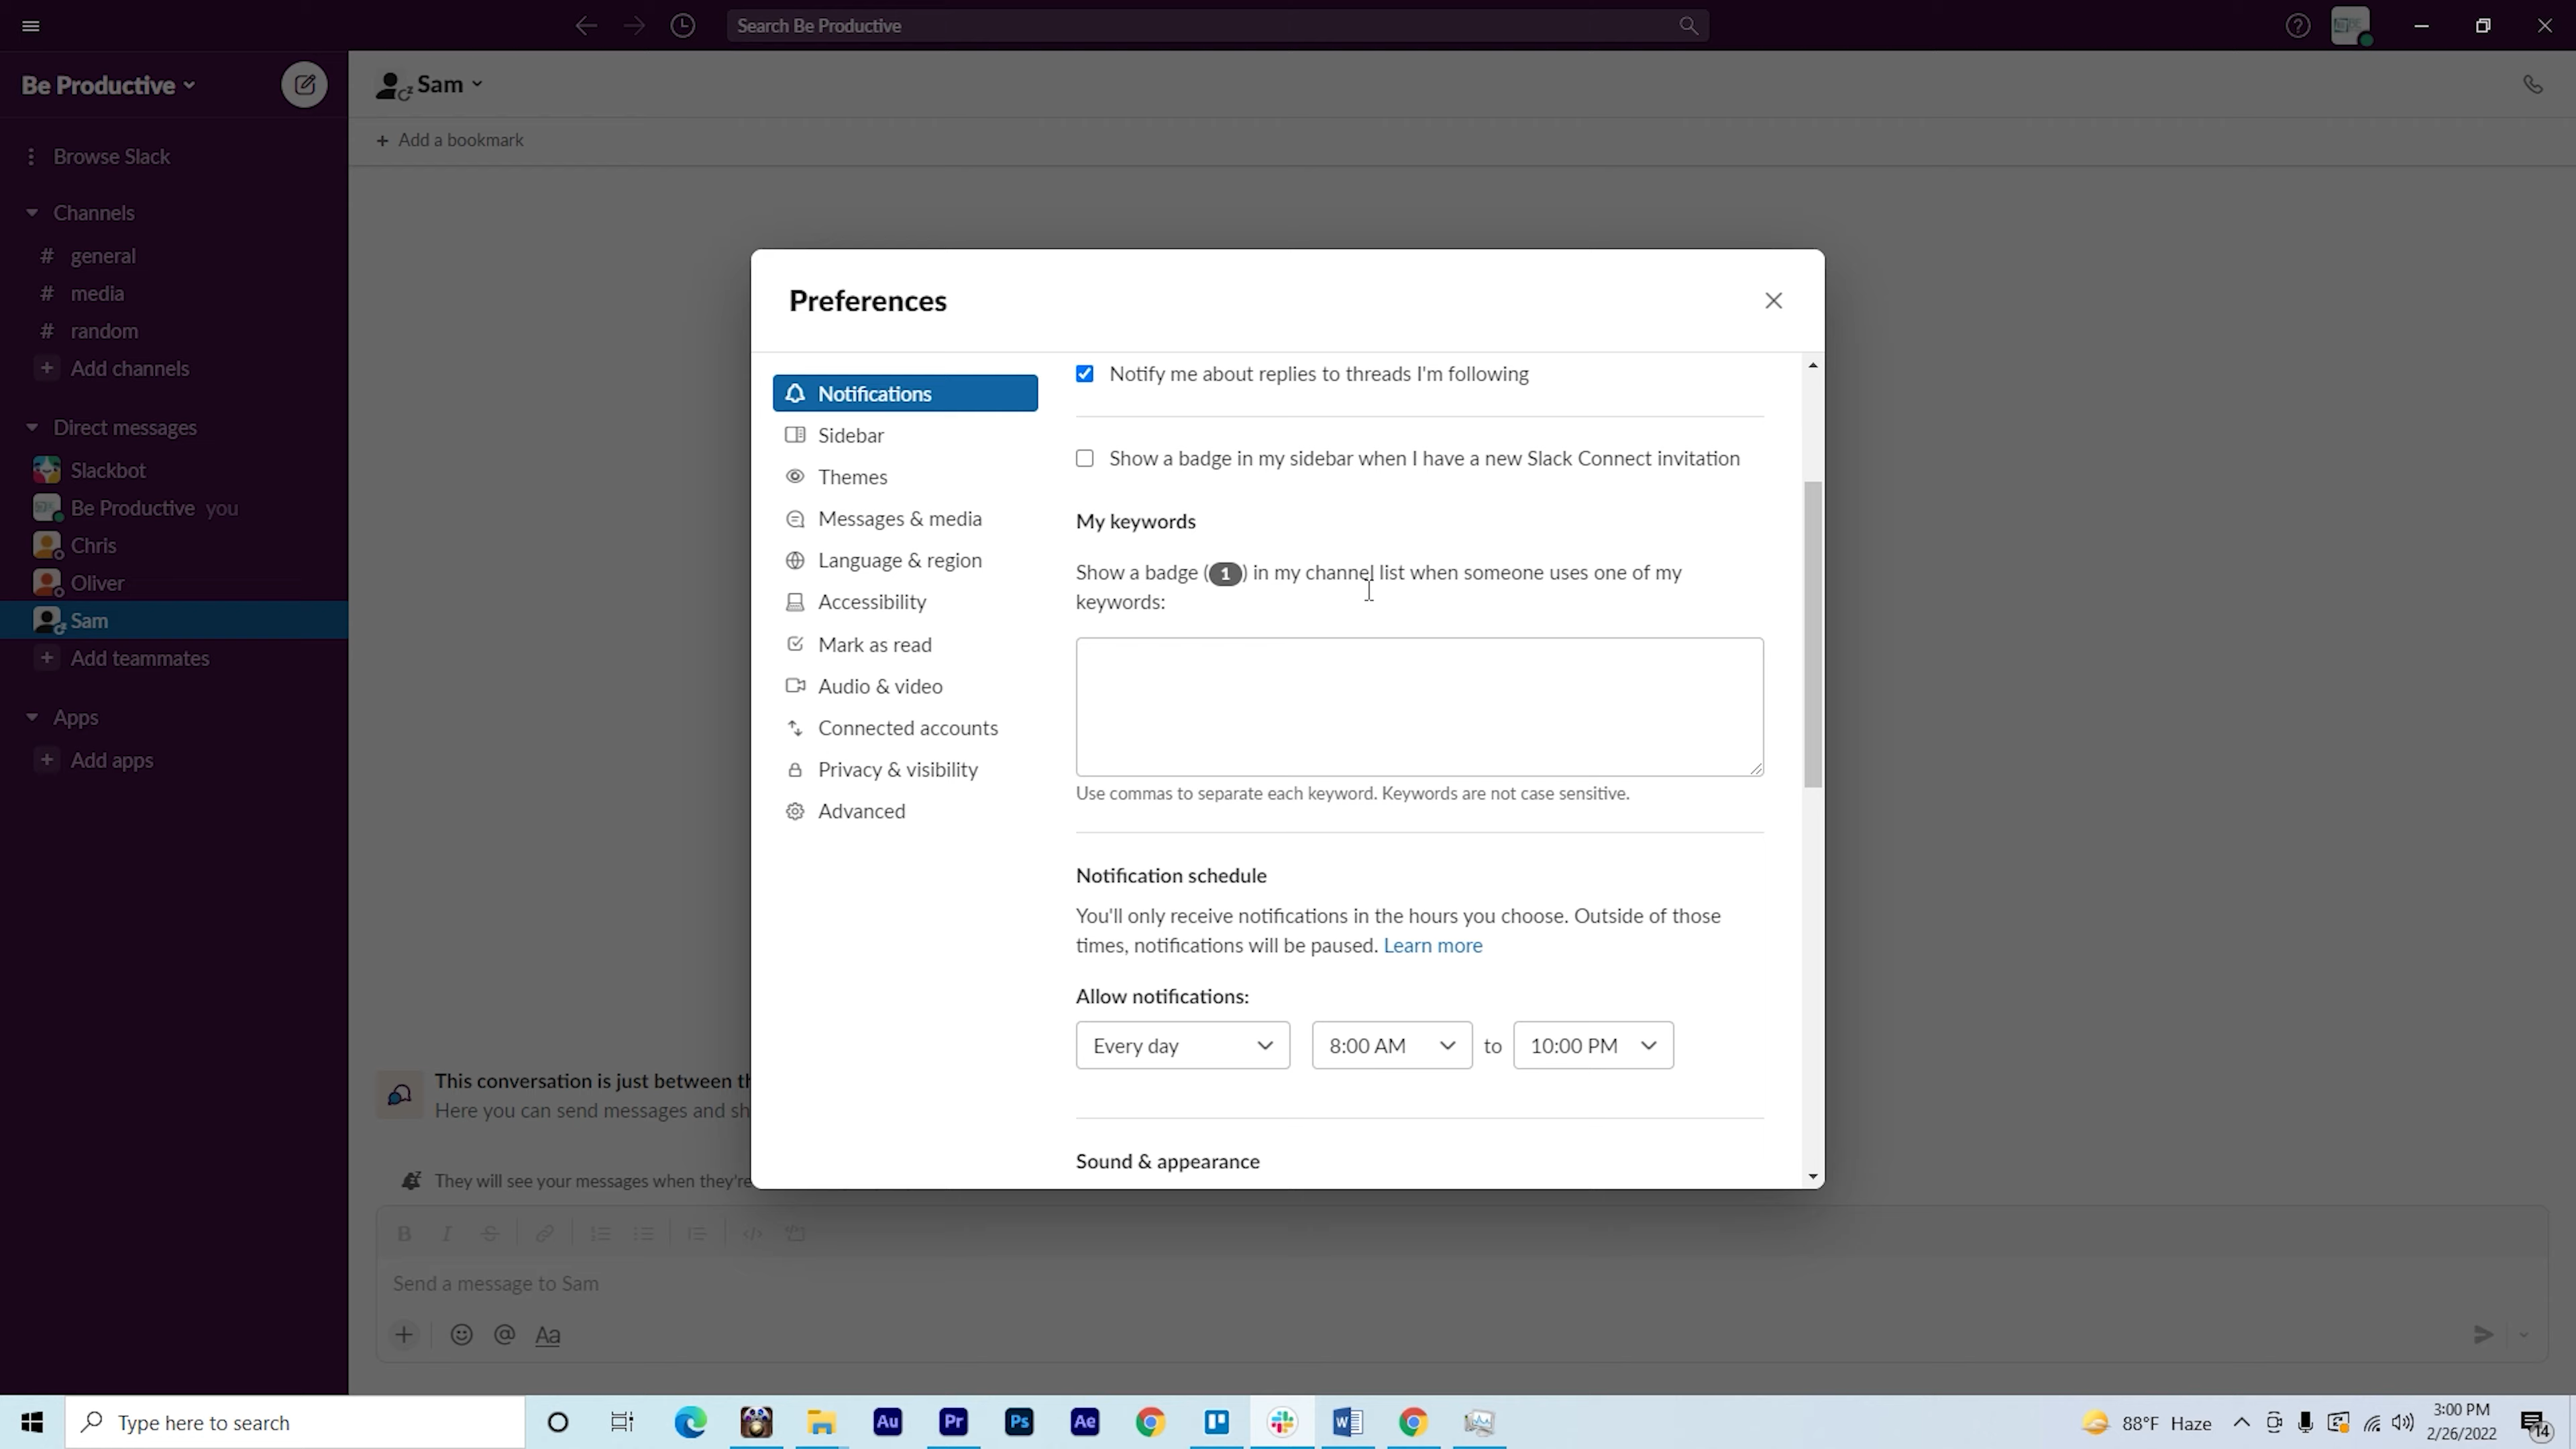 Search Be Productive
Be Productive
Sam
+ Add a bookmark
Browse Slack
Channels
# general
# media
# random
+ Add channels
Direct messages
Slackbot
Be Productive you
Chris
Oliver
Sam
+ Add teammates
Apps
+ Add apps
Preferences
Notifications
Sidebar
Themes
Messages & media
Language & region
Accessibility
Mark as read
Audio & video
Connected accounts
Privacy & visibility
Advanced
Notify me about replies to threads I'm following
Show a badge in my sidebar when I have a new Slack Connect invitation
My keywords
Show a badge (1) in my channel list when someone uses one of my
keywords:
Use commas to separate each keyword. Keywords are not case sensitive.
Notification schedule
You'll only receive notifications in the hours you choose. Outside of those
times, notifications will be paused. Learn more
Allow notifications:
Every day 8:00 AM to 10:00 PM
Sound & appearance
This conversation is just between
Here you can send messages and
They will see your messages when they're
B I S
Send a message to Sam
+ @ Aa
Type here to search
Au Pr Ps Ae
88°F Haze
3:00 PM
2/26/2022
14